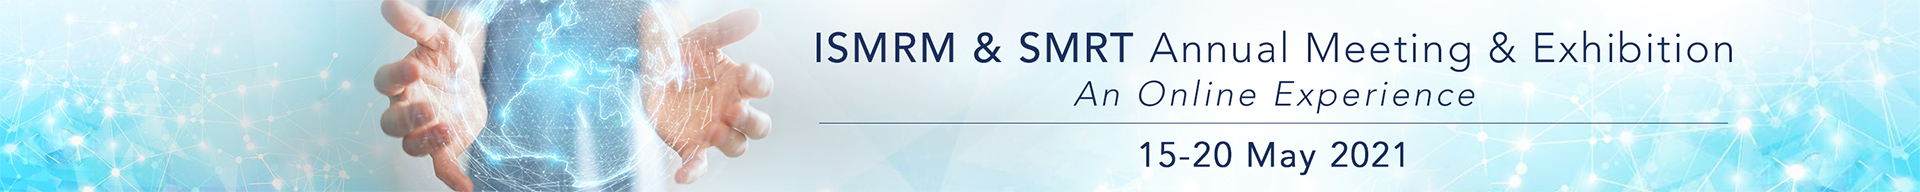 ISMRM & SMRT Annual Meeting & Exhibition
An Online Experience
15-20 May 2021